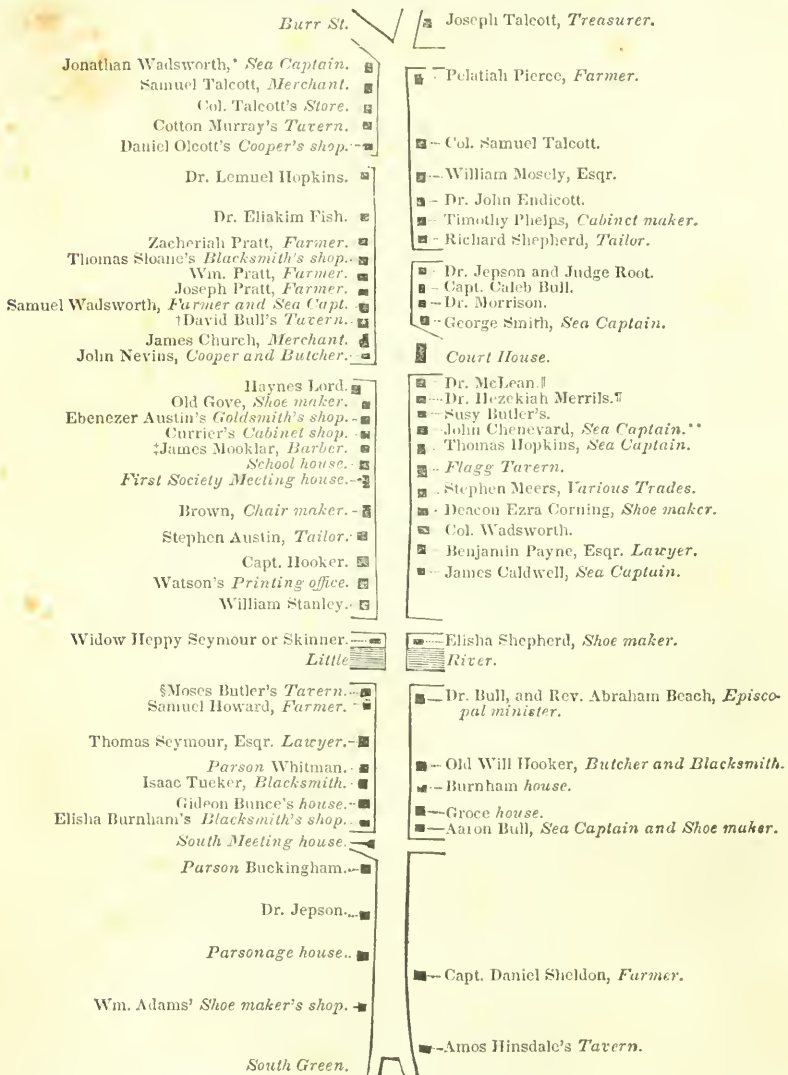 Burr St.
Joseph Talcott, Treasurer.
Jonathan Wadsworth,* Sea Captain.
Samuel Talcott, Merchant.
Col. Talcott's Store.
Cotton Murray's Tavern.
Daniel Olcott's Cooper's shop.
Dr. Lemuel Hopkins.
Dr. Eliakim Fish.
Zacheriah Pratt, Farmer.
Thomas Sloane's Blacksmith's shop.
Wm. Pratt, Farmer.
Joseph Pratt, Farmer.
Samuel Wadsworth, Farmer and Sea Capt.
†David Bull's Tavern.
James Church, Merchant.
John Nevins, Cooper and Butcher.
Pelatiah Pierce, Farmer.
Col. Samuel Talcott.
William Mosely, Esqr.
Dr. John Endicott.
Timothy Phelps, Cabinet maker.
Richard Shepherd, Tailor.
Dr. Jepson and Judge Root.
Capt. Caleb Bull.
Dr. Morrison.
George Smith, Sea Captain.
Court House.
Haynes Lord.
Old Gove, Shoe maker.
Ebenezer Austin's Goldsmith's shop.
Currier's Cabinet shop.
‡James Mooklar, Barber.
School house.
First Society Meeting house.
Brown, Chair maker.
Stephen Austin, Tailor.
Capt. Hooker.
Watson's Printing office.
William Stanley.
Dr. McLean.‖
Dr. Hezekiah Merrils.¶
Susy Butler's.
John Chenevard, Sea Captain.**
Thomas Hopkins, Sea Captain.
Flagg Tavern.
Stephen Meers, Various Trades.
Deacon Ezra Corning, Shoe maker.
Col. Wadsworth.
Benjamin Payne, Esqr. Lawyer.
James Caldwell, Sea Captain.
Widow Heppy Seymour or Skinner.
Elisha Shepherd, Shoe maker.
Little River.
§Moses Butler's Tavern.
Samuel Howard, Farmer.
Thomas Seymour, Esqr. Lawyer.
Parson Whitman.
Isaac Tucker, Blacksmith.
Gideon Bunce's house.
Elisha Burnham's Blacksmith's shop.
South Meeting house.
Dr. Bull, and Rev. Abraham Beach, Episco-
pal minister.
Old Will Hooker, Butcher and Blacksmith.
Burnham house.
Groce house.
Aaron Bull, Sea Captain and Shoe maker.
Parson Buckingham.
Dr. Jepson.
Parsonage house.
Wm. Adams' Shoe maker's shop.
South Green.
Capt. Daniel Sheldon, Farmer.
Amos Hinsdale's Tavern.